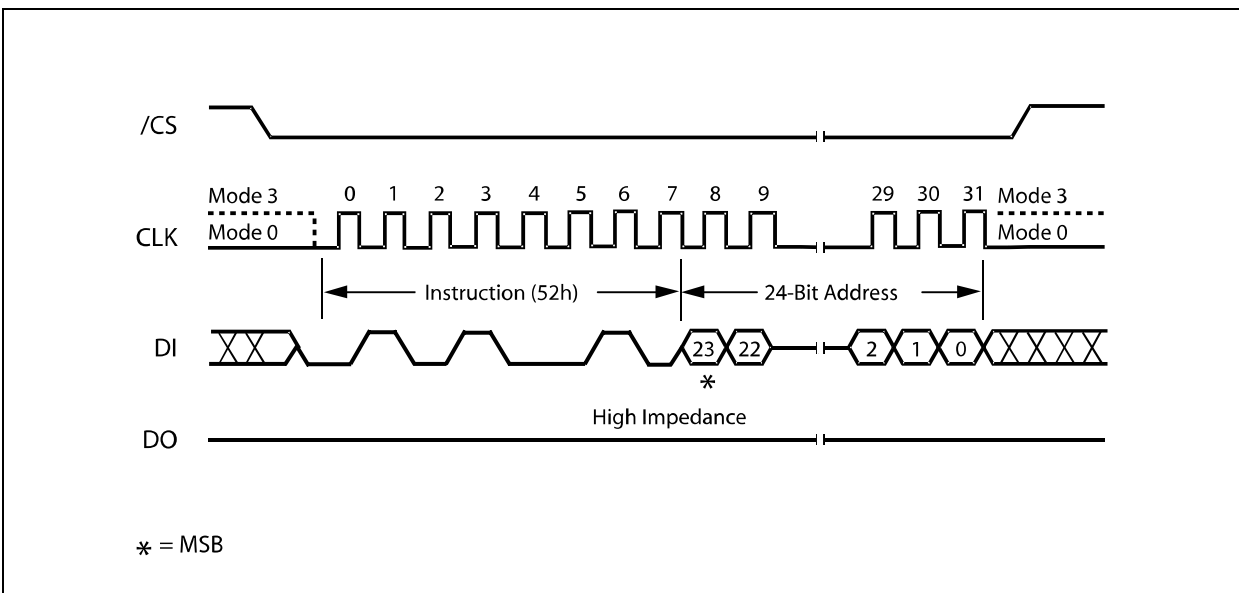 /CS
Mode 3 0 1 2 3 4 5 6 7 8 9 29 30 31 Mode 3
CLK Mode 0 Mode 0
Instruction (52h) 24-Bit Address
DI 23 22 2 1 0
*
High Impedance
DO
* = MSB